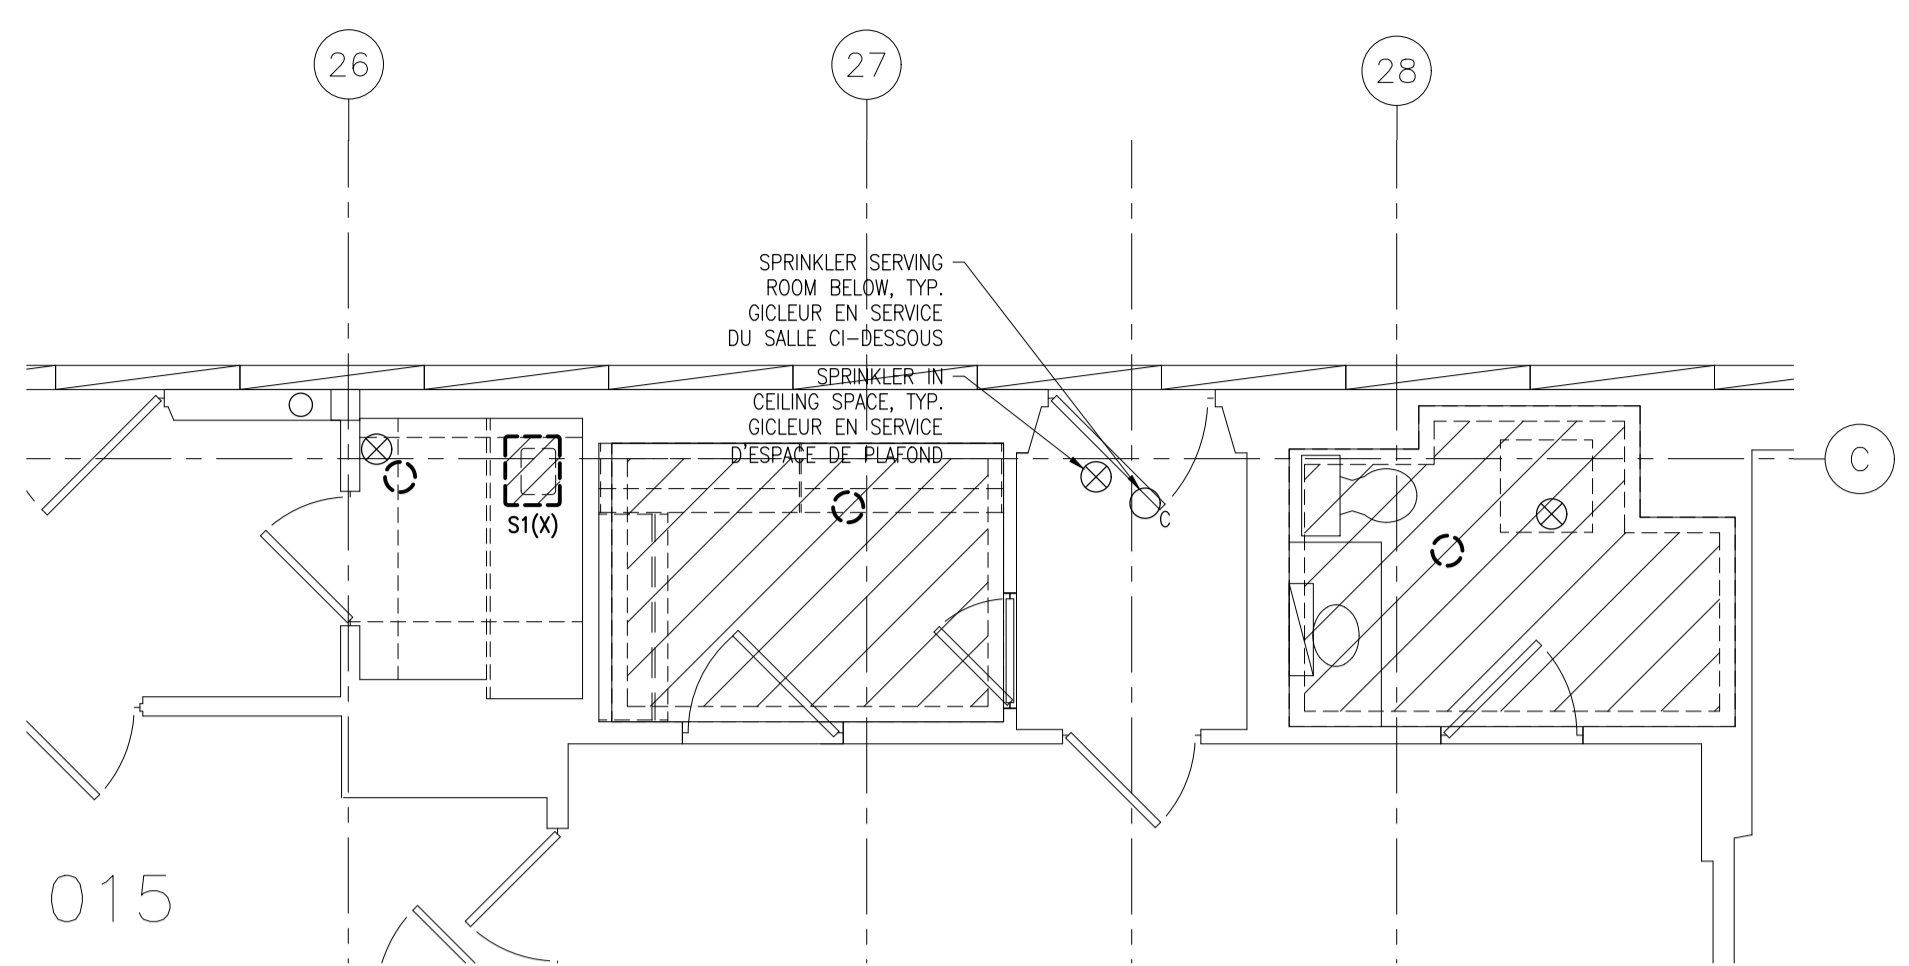 26
27
28
SPRINKLER SERVING
ROOM BELOW, TYP.
GICLEUR EN SERVICE
DU SALLE CI-DESSOUS
SPRINKLER IN
CEILING SPACE, TYP.
GICLEUR EN SERVICE
D'ESPACE DE PLAFOND
C
S1(X)
C
015